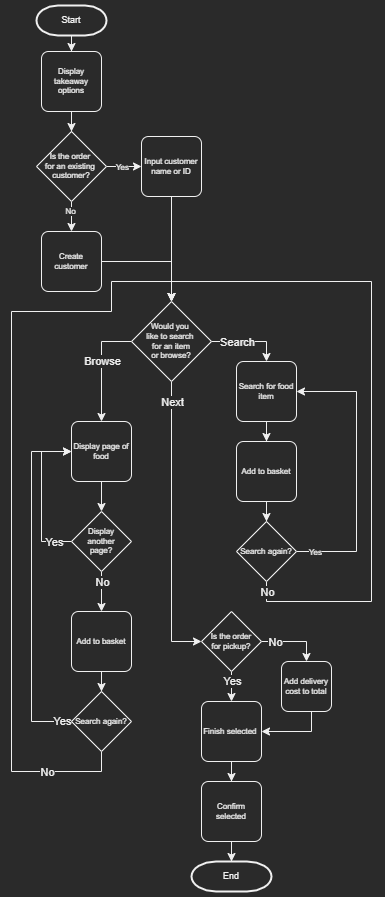 Start
Display
takeaway
options
Is the order
for an existing
customer?
Yes
Input customer
name or ID
No
Create
customer
Would you
like to search
for an item
or browse?
Search
Browse
Next
Search for food
item
Display page of
food
Add to basket
Display
another
page?
Yes
Search again?
Yes
No
No
Add to basket
Is the order
for pickup?
No
Yes
Add delivery
cost to total
Yes
Search again?
Finish selected
No
Confirm
selected
End